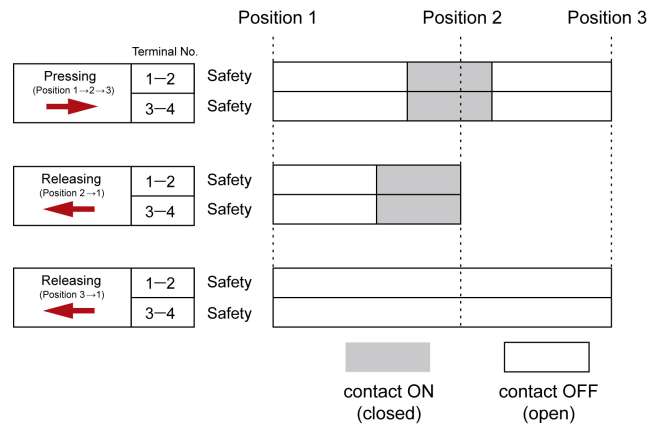 Position 1 Position 2 Position 3
Terminal No.
Pressing
(Position 1→2→3)
1—2 Safety
3—4 Safety
Releasing
(Position 2→1)
1—2 Safety
3—4 Safety
Releasing
(Position 3→1)
1—2 Safety
3—4 Safety
contact ON contact OFF
(closed) (open)